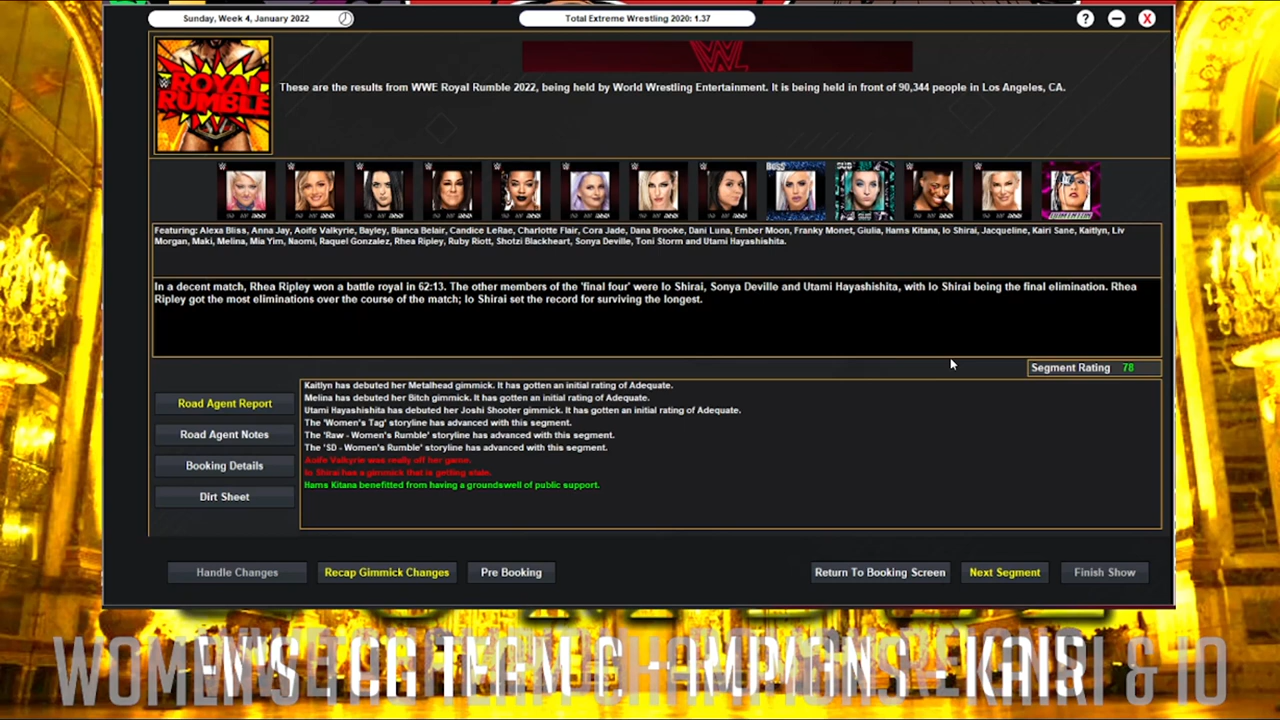 Sunday, Week 4, January 2022
Total Extreme Wrestling 2020: 1.37
?
X
ROYAL
RUMBLE
These are the results from WWE Royal Rumble 2022, being held by World Wrestling Entertainment. It is being held in front of 90,344 people in Los Angeles, CA.
Featuring: Alexa Bliss, Anna Jay, Aoife Valkyrie, Bayley, Bianca Belair, Candice LeRae, Charlotte Flair, Cora Jade, Dana Brooke, Dani Luna, Ember Moon, Franky Monet, Giulia, Hams Kitana, Io Shirai, Jacqueline, Kairi Sane, Kaitlyn, Liv
Morgan, Maki, Melina, Mia Yim, Naomi, Raquel Gonzalez, Rhea Ripley, Ruby Riott, Shotzi Blackheart, Sonya Deville, Toni Storm and Utami Hayashishita.
In a decent match, Rhea Ripley won a battle royal in 62:13. The other members of the 'final four' were Io Shirai, Sonya Deville and Utami Hayashishita, with Io Shirai being the final elimination. Rhea
Ripley got the most eliminations over the course of the match; Io Shirai set the record for surviving the longest.
Segment Rating 78
Kaitlyn has debuted her Metalhead gimmick. It has gotten an initial rating of Adequate.
Melina has debuted her Bitch gimmick. It has gotten an initial rating of Adequate.
Utami Hayashishita has debuted her Joshi Shooter gimmick. It has gotten an initial rating of Adequate.
The 'Women's Tag' storyline has advanced with this segment.
The 'Raw - Women's Rumble' storyline has advanced with this segment.
The 'SD - Women's Rumble' storyline has advanced with this segment.
Aoife Valkyrie was really off her game.
Io Shirai has a gimmick that is getting stale.
Hams Kitana benefitted from having a groundswell of public support.
Road Agent Report
Road Agent Notes
Booking Details
Dirt Sheet
Handle Changes
Recap Gimmick Changes
Pre Booking
Return To Booking Screen
Next Segment
Finish Show